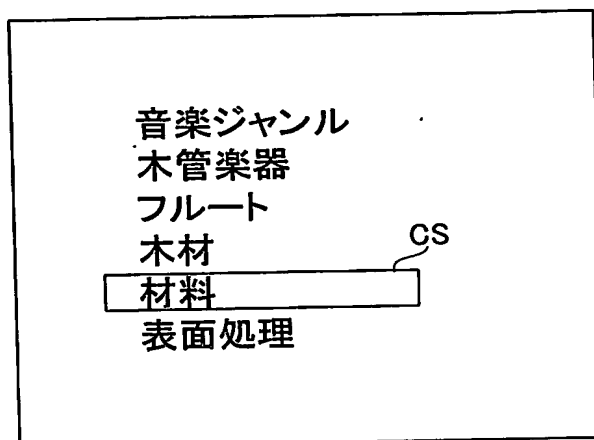 音楽ジャンル
木管楽器
フルート
木材
CS
材料
表面処理